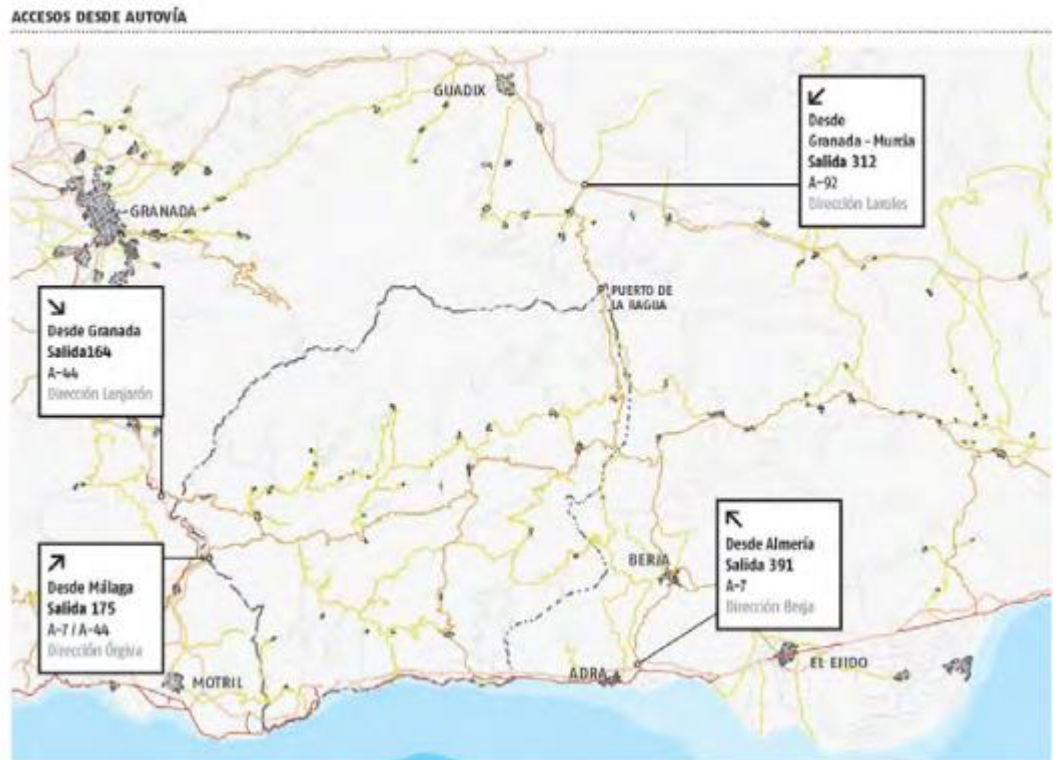 ACCESOS DESDE AUTOVÍA
GUADIX
Desde
Granada - Murcia
Salida 312
A-92
Dirección Laroles
GRANADA
PUERTO DE
LA RAGUA
Desde Granada
Salida164
A-44
Dirección Lanjarón
Desde Málaga
Salida 175
A-7 / A-44
Dirección Órgiva
BERJA
Desde Almería
Salida 391
A-7
Dirección Berja
MOTRIL
ADRA
EL EJIDO